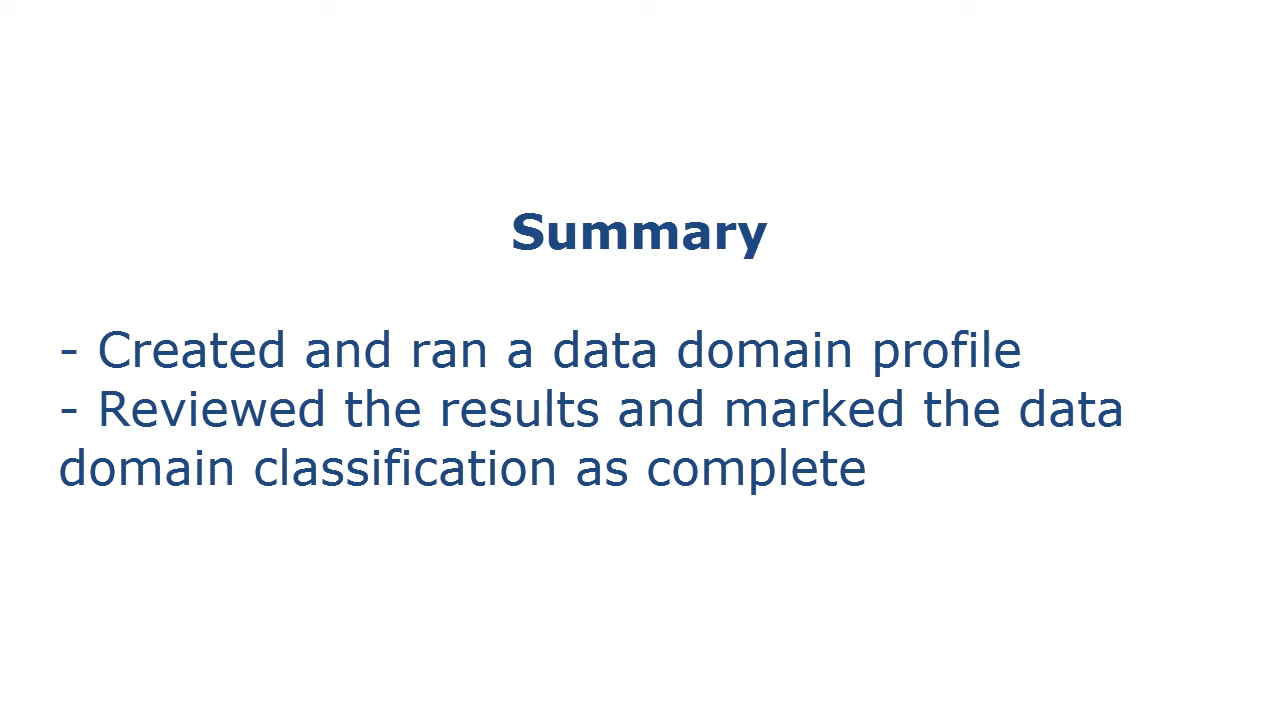 Summary
- Created and ran a data domain profile
- Reviewed the results and marked the data
domain classification as complete